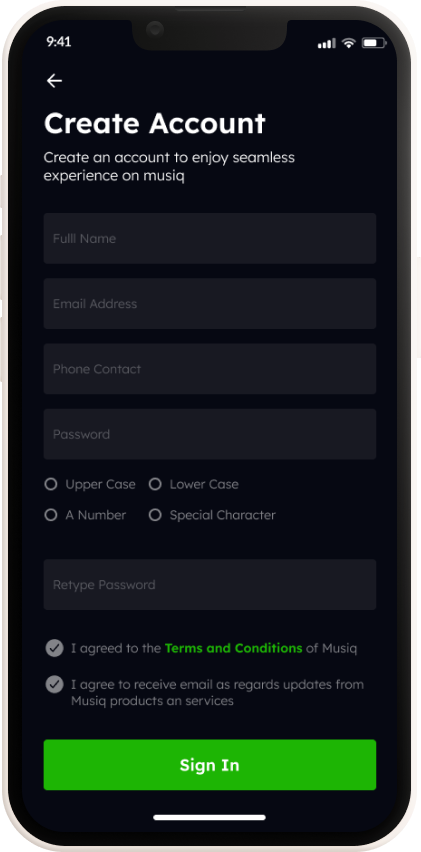 9:41
Create Account
Create an account to enjoy seamless
experience on musiq
Fulll Name
Email Address
Phone Contact
Password
Upper Case Lower Case
A Number Special Character
Retype Password
I agreed to the Terms and Conditions of Musiq
I agree to receive email as regards updates from
Musiq products an services
Sign In